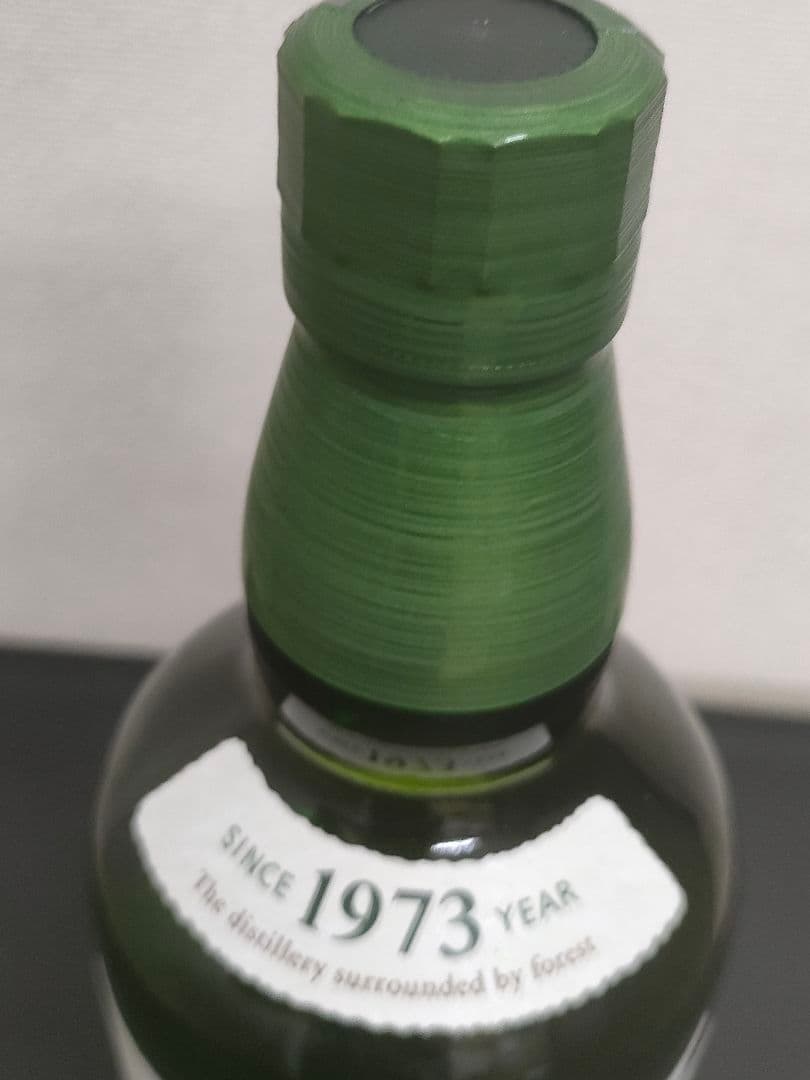 SINCE 1973 YEAR
The distillery surrounded by forest